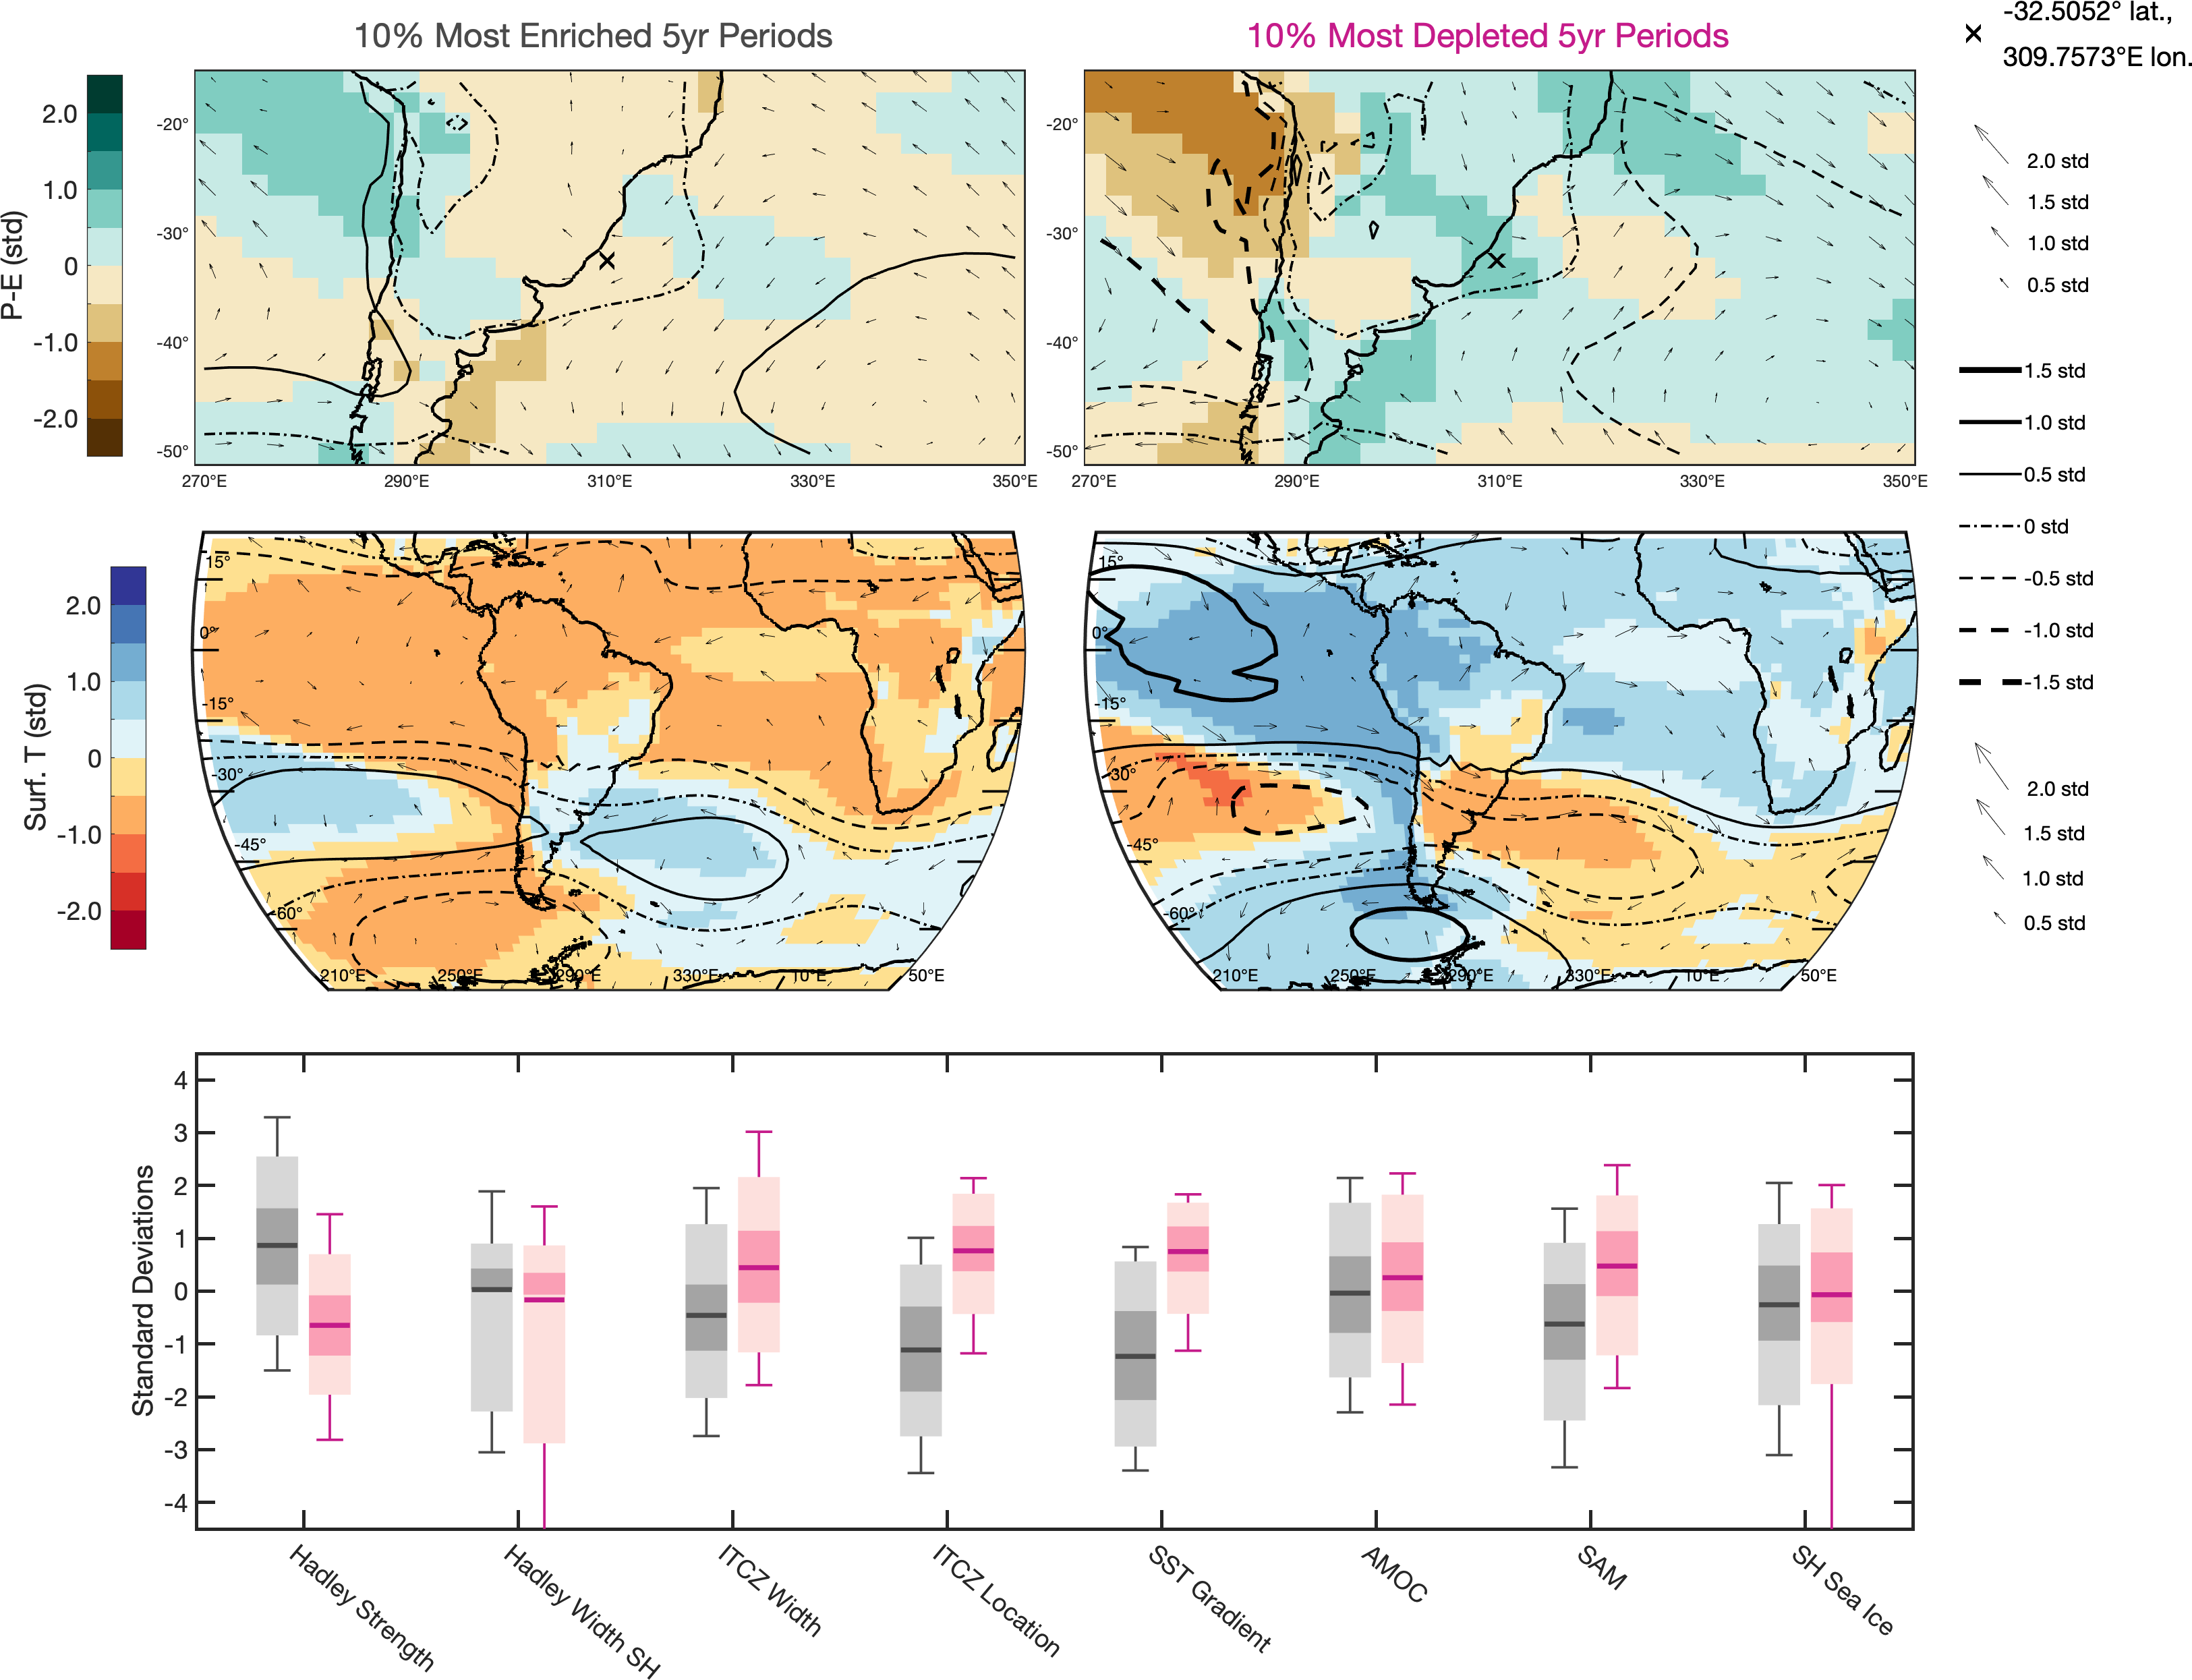 10% Most Enriched 5yr Periods
10% Most Depleted 5yr Periods
-32.5052° lat.,
309.7573°E lon.
P-E (std)
2.0
1.0
0
-1.0
-2.0
-20°
-30°
-40°
-50°
270°E
290°E
310°E
330°E
350°E
-20°
-30°
-40°
-50°
270°E
290°E
310°E
330°E
350°E
2.0 std
1.5 std
1.0 std
0.5 std
1.5 std
1.0 std
0.5 std
0 std
-0.5 std
-1.0 std
-1.5 std
2.0 std
1.5 std
1.0 std
0.5 std
Surf. T (std)
2.0
1.0
0
-1.0
-2.0
15°
0°
-15°
-30°
-45°
-60°
210°E
250°E
290°E
330°E
10°E
50°E
15°
0°
-15°
-30°
-45°
-60°
210°E
250°E
290°E
330°E
10°E
50°E
Standard Deviations
4
3
2
1
0
-1
-2
-3
-4
Hadley Strength
Hadley Width SH
ITCZ Width
ITCZ Location
SST Gradient
AMOC
SAM
SH Sea Ice